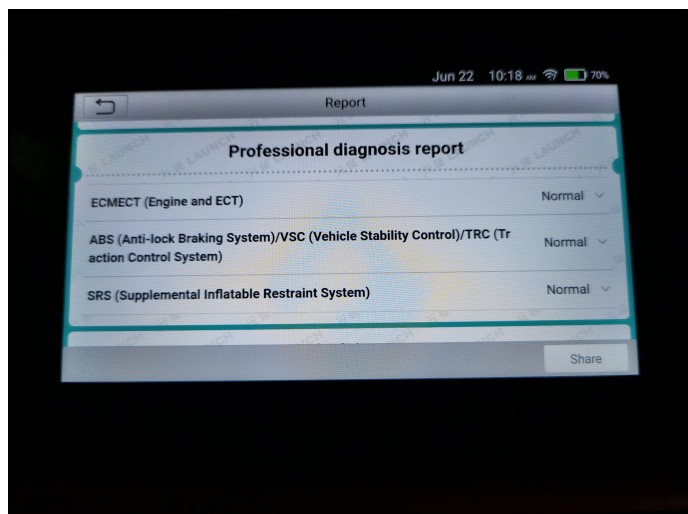 Jun 22 10:18 AM 70%
Report
Professional diagnosis report
ECMECT (Engine and ECT) Normal
ABS (Anti-lock Braking System)/VSC (Vehicle Stability Control)/TRC (Tr
action Control System) Normal
SRS (Supplemental Inflatable Restraint System) Normal
Share
LAUNCH